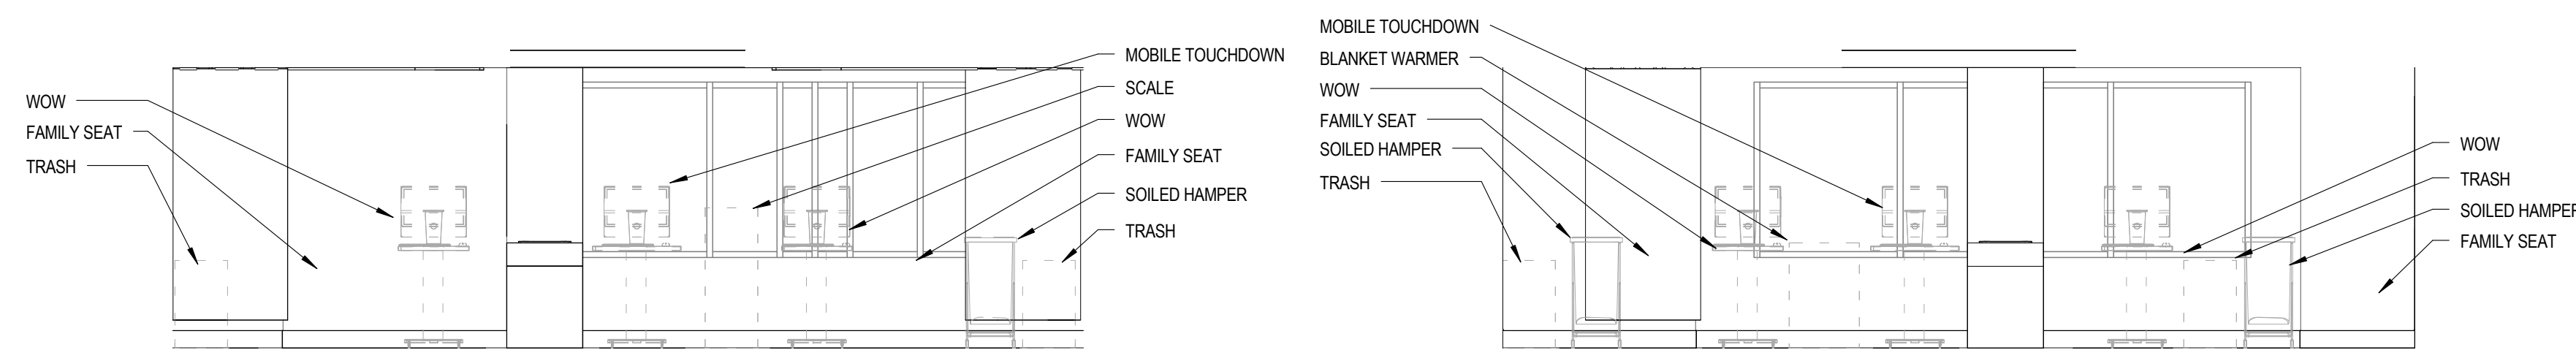 WOW
FAMILY SEAT
TRASH
MOBILE TOUCHDOWN
SCALE
WOW
FAMILY SEAT
SOILED HAMPER
TRASH
MOBILE TOUCHDOWN
BLANKET WARMER
WOW
FAMILY SEAT
SOILED HAMPER
TRASH
WOW
TRASH
SOILED HAMPER
FAMILY SEAT